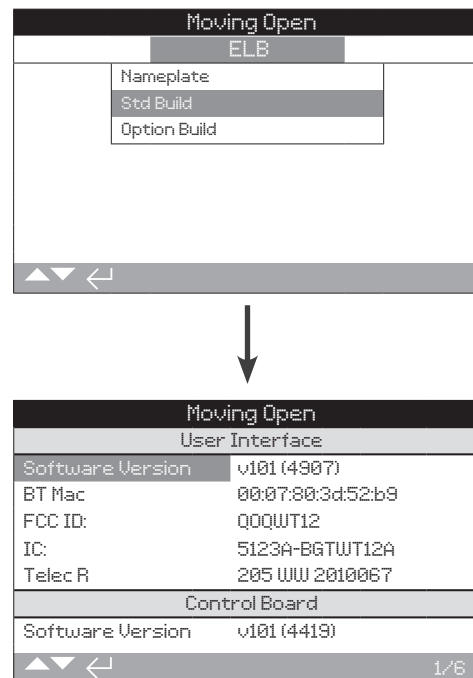 Moving Open
ELB
Nameplate
Std Build
Option Build
Moving Open
User Interface
Software Version v101 (4907)
BT Mac 00:07:80:3d:52:b9
FCC ID: QOQWT12
IC: 5123A-BGTWT12A
Telec R 205 WW 2010067
Control Board
Software Version v101 (4419)
1/6